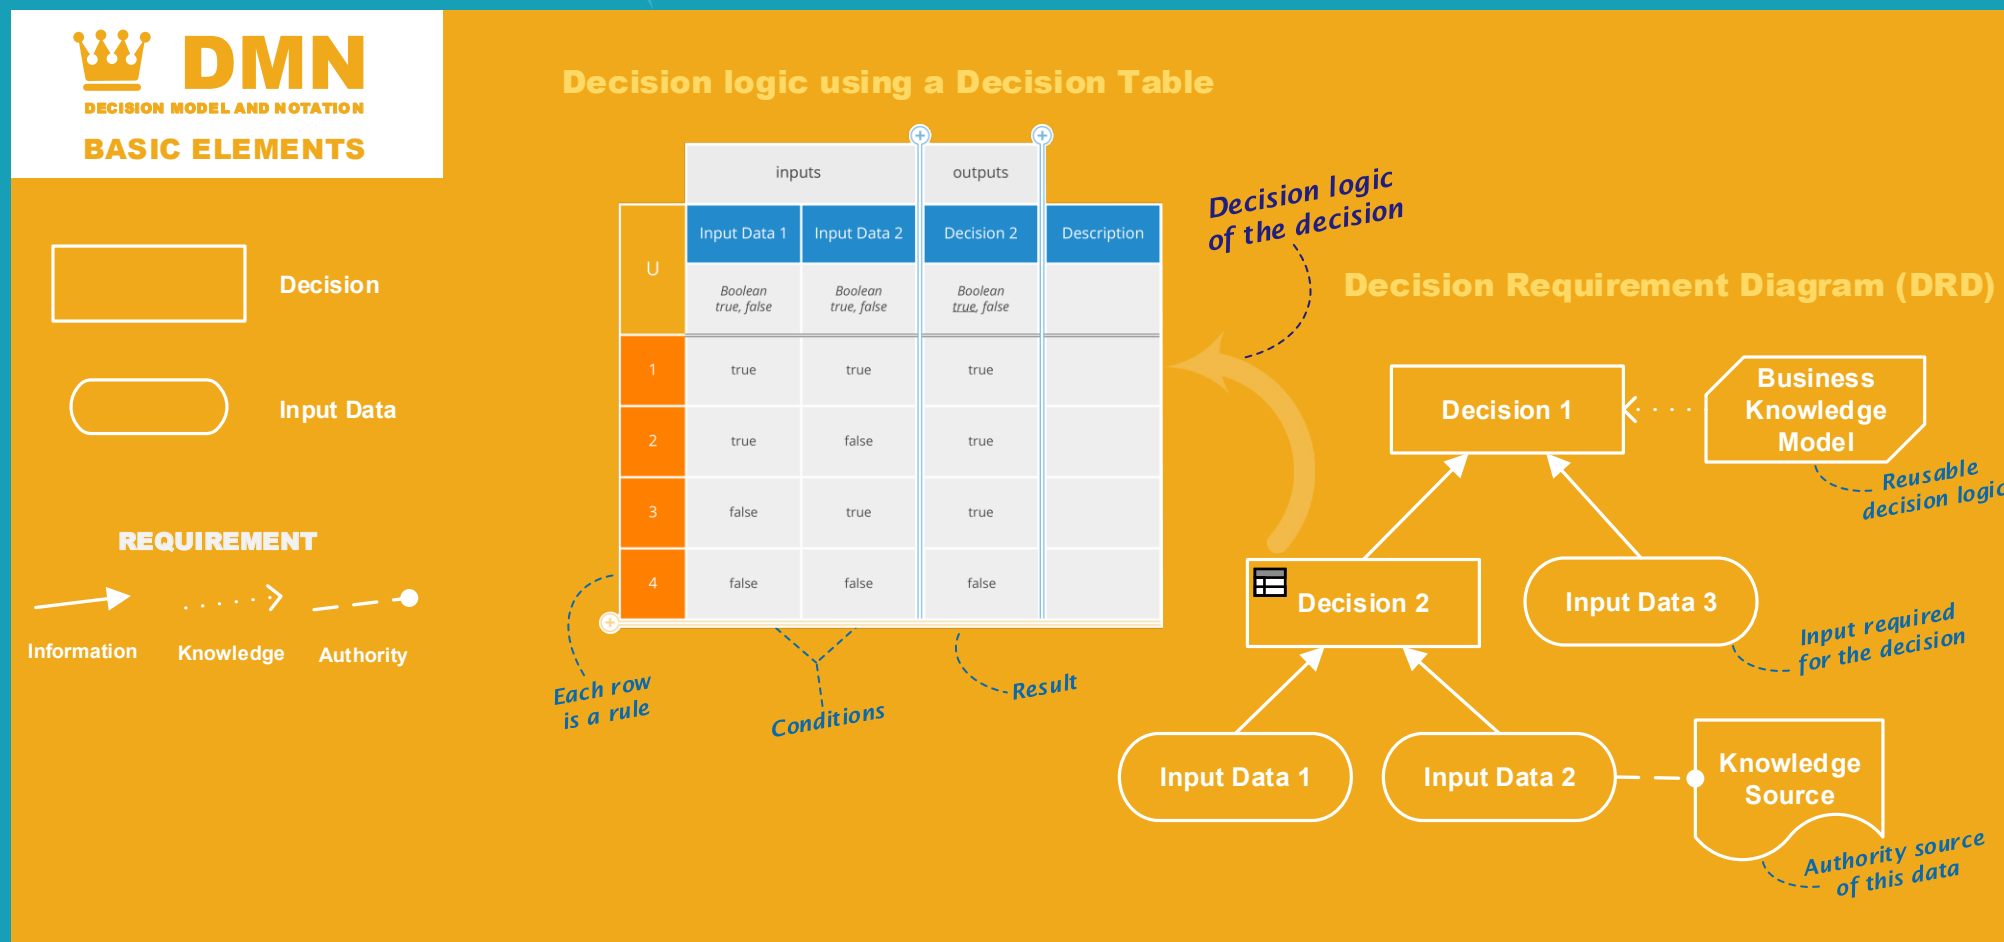 DMN
DECISION MODEL AND NOTATION
BASIC ELEMENTS
Decision
Input Data
REQUIREMENT
Information
Knowledge
Authority
Decision logic using a Decision Table
inputs
outputs
U
Input Data 1
Input Data 2
Decision 2
Description
Boolean
true, false
Boolean
true, false
Boolean
true, false
1
true
true
true
2
true
false
true
3
false
true
true
4
false
false
false
Each row
is a rule
Conditions
Result
Decision logic
of the decision
Decision Requirement Diagram (DRD)
Decision 1
Business
Knowledge
Model
Reusable
decision logic
Decision 2
Input Data 3
Input required
for the decision
Input Data 1
Input Data 2
Knowledge
Source
Authority source
of this data